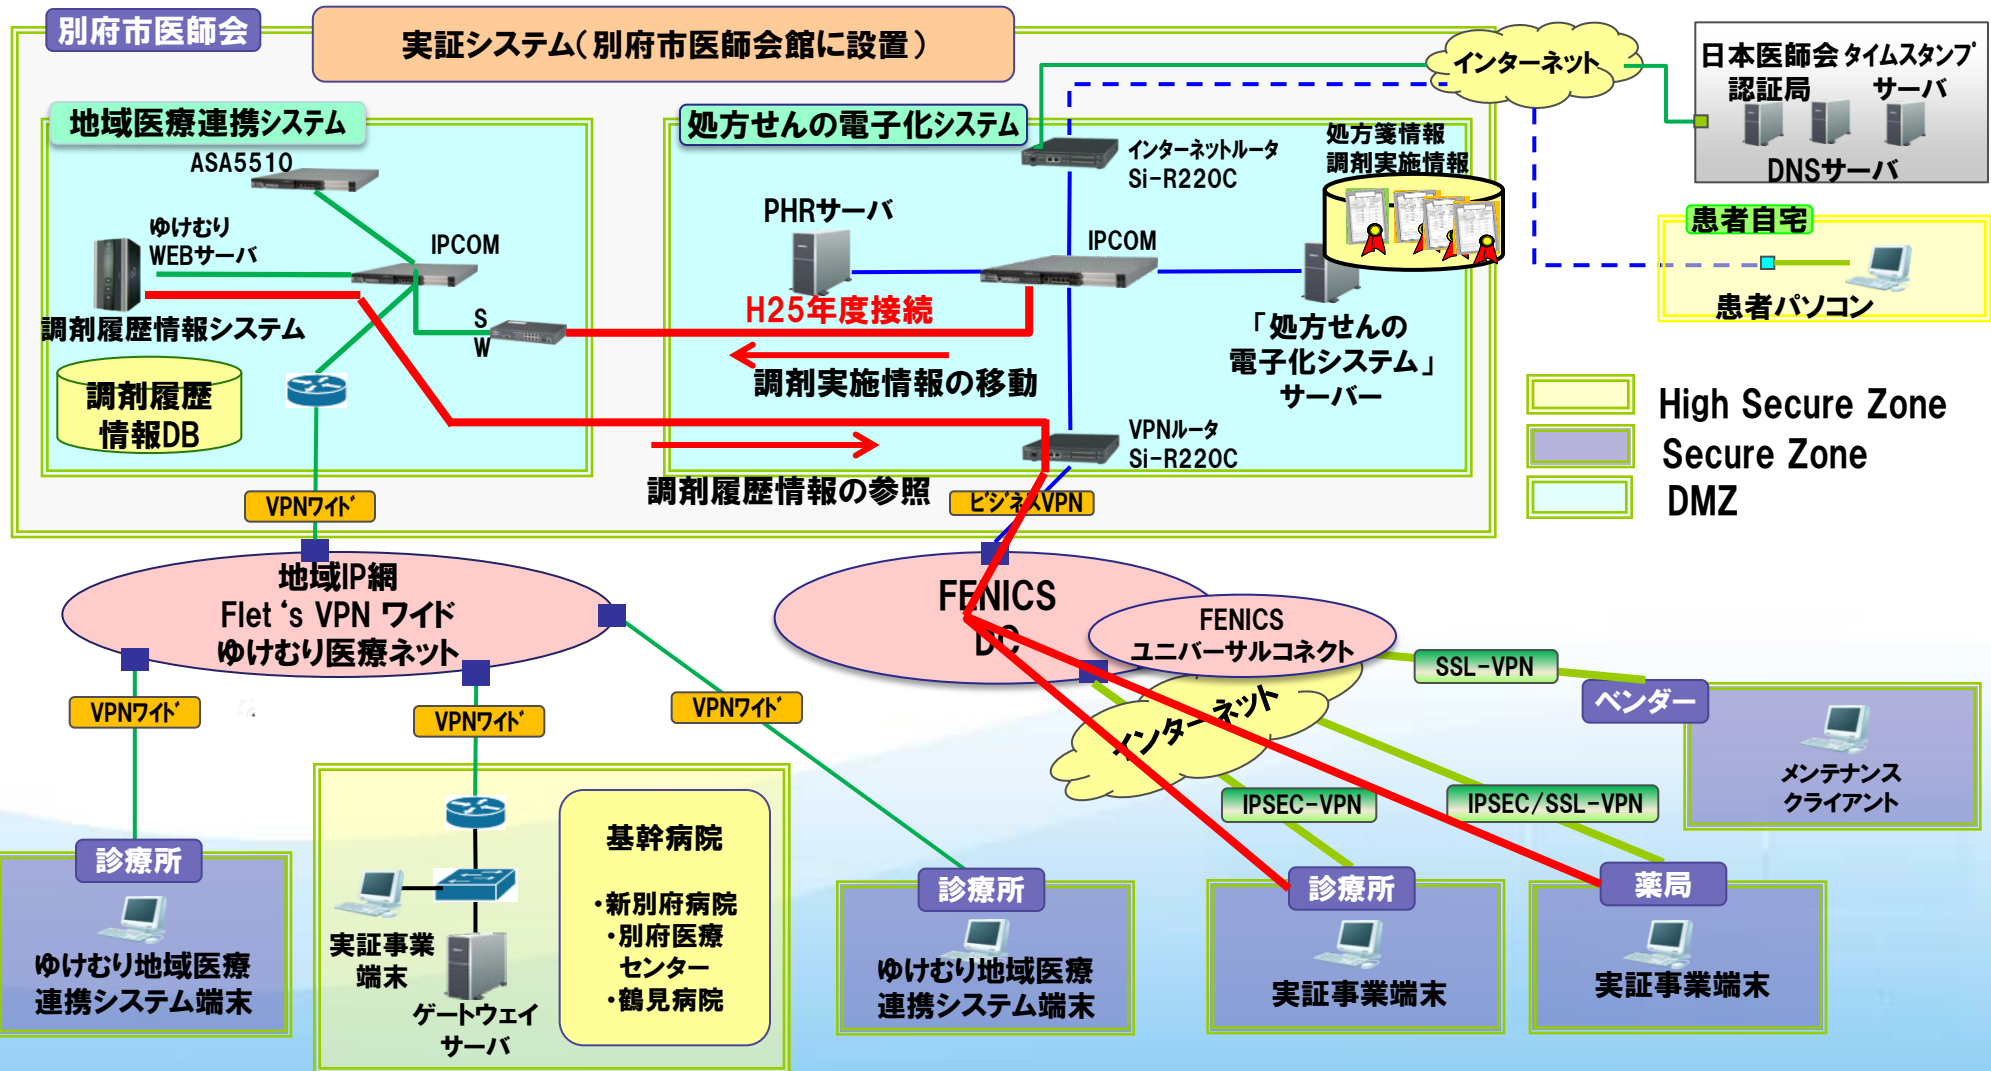 別府市医師会
実証システム(別府市医師会館に設置)
インターネット
日本医師会 タイムスタンプ
認証局 サーバ
DNSサーバ
地域医療連携システム
ASA5510
ゆけむり
WEBサーバ
IPCOM
調剤履歴情報システム
S
W
調剤履歴
情報DB
処方せんの電子化システム
インターネットルータ
Si-R220C
処方箋情報
調剤実施情報
PHRサーバ
IPCOM
H25年度接続
調剤実施情報の移動
「処方せんの
電子化システム」
サーバー
VPNルータ
Si-R220C
調剤履歴情報の参照
患者自宅
患者パソコン
High Secure Zone
Secure Zone
DMZ
VPNワイド
ビジネスVPN
地域IP網
Flet‘s VPN ワイド
ゆけむり医療ネット
FENICS
DC
FENICS
ユニバーサルコネクト
インターネット
SSL-VPN
VPNワイド
VPNワイド
VPNワイド
IPSEC-VPN
IPSEC/SSL-VPN
ベンダー
メンテナンス
クライアント
診療所
ゆけむり地域医療
連携システム端末
実証事業
端末
ゲートウェイ
サーバ
基幹病院
・新別府病院
・別府医療
センター
・鶴見病院
診療所
ゆけむり地域医療
連携システム端末
診療所
実証事業端末
薬局
実証事業端末